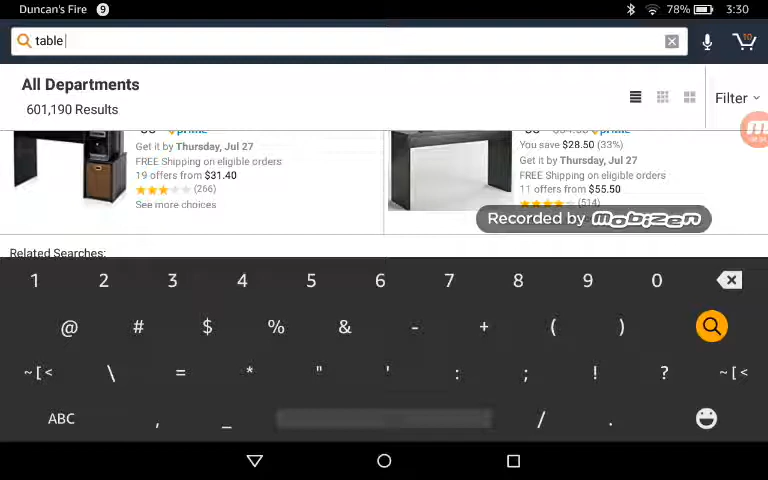 Duncan's Fire 9 78% 3:30
table 10
All Departments
601,190 Results
Filter
prime
Get it by Thursday, Jul 27
FREE Shipping on eligible orders
19 offers from $31.40
(266)
See more choices
You save $28.50 (33%)
Get it by Thursday, Jul 27
FREE Shipping on eligible orders
11 offers from $55.50
(514)
Recorded by mobizen
Related Searches:
1 2 3 4 5 6 7 8 9 0
@ # $ % & - + ( )
~[< \ = * " ' : ; ! ? ~[<
ABC , _ / .